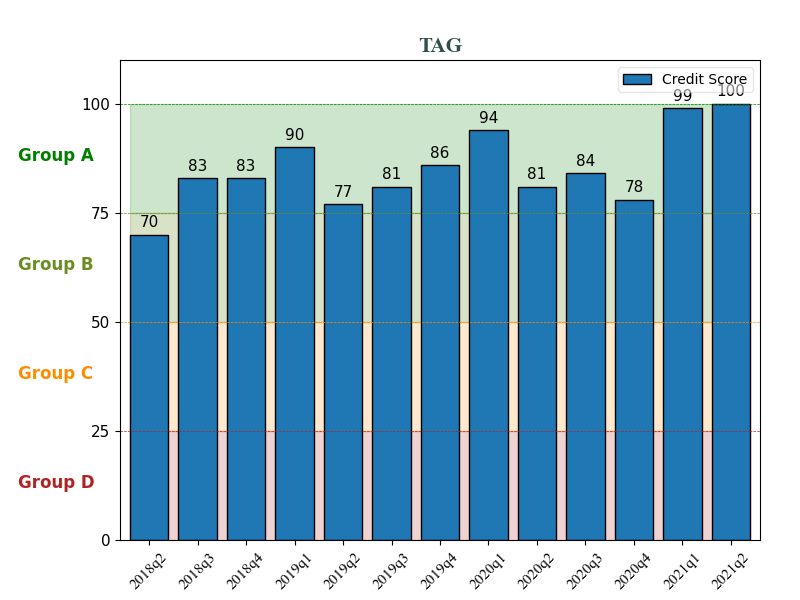 TAG
Credit Score
100
99
100
94
90
86
84
83
83
81
81
78
77
75
70
Group A
Group B
50
Group C
25
Group D
0
2018q2
2018q3
2018q4
2019q1
2019q2
2019q3
2019q4
2020q1
2020q2
2020q3
2020q4
2021q1
2021q2